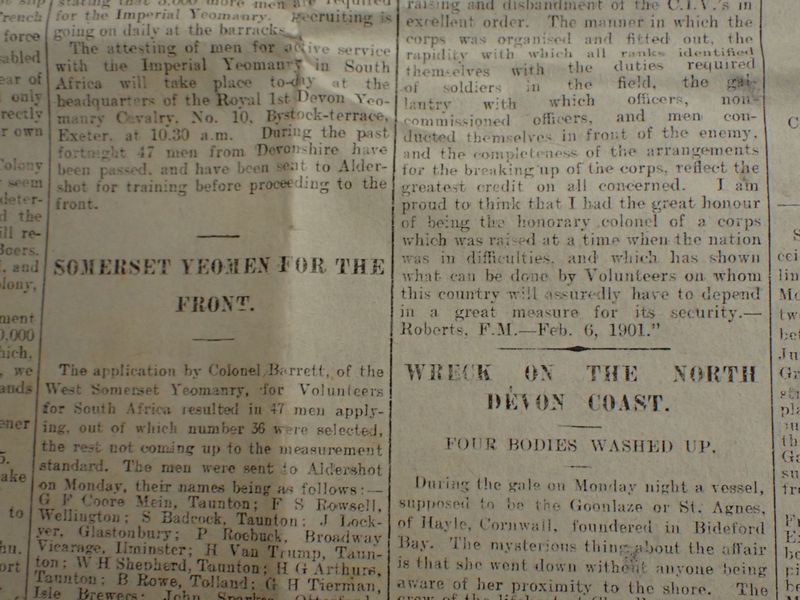 for the Imperial Yeomanry. Recruiting is
going on daily at the barracks.
The attesting of men for active service
with the Imperial Yeomanry in South
Africa will take place to-day at the
headquarters of the Royal 1st Devon Yeo-
manry Cavalry. No. 10, Bystock-terrace,
Exeter, at 10.30 a.m. During the past
fortnight 47 men from Devonshire have
been passed, and have been sent to Alder-
shot for training before proceeding to the
front.
SOMERSET YEOMEN FOR THE
FRONT.
The application by Colonel Barrett, of the
West Somerset Yeomanry, for Volunteers
for South Africa resulted in 47 men apply-
ing, out of which number 36 were selected,
the rest not coming up to the measurement
standard. The men were sent to Aldershot
on Monday, their names being as follows:—
G F Coore Mein, Taunton; F S Rowsell,
Wellington; S Badcock, Taunton; J Lock-
yer, Glastonbury; P Roebuck, Broadway
Vicarage, Ilminster; H Van Trump, Taun-
ton; W H Shepherd, Taunton; H G Arthurs,
Taunton; B Rowe, Tolland; G H Tierman,
Isle Brewers; John
raising and disbandment of the C.I.V.'s in
excellent order. The manner in which the
corps was organised and fitted out, the
rapidity with which all ranks identified
themselves with the duties required
of soldiers in the field, the gal-
lantry with which officers, non-
commissioned officers, and men con-
ducted themselves in front of the enemy,
and the completeness of the arrangements
for the breaking up of the corps, reflect the
greatest credit on all concerned. I am
proud to think that I had the great honour
of being the honorary colonel of a corps
which was raised at a time when the nation
was in difficulties, and which has shown
what can be done by Volunteers on whom
this country will assuredly have to depend
in a great measure for its security.—
Roberts, F.M.—Feb. 6, 1901."
WRECK ON THE NORTH
DEVON COAST.
FOUR BODIES WASHED UP.
During the gale on Monday night a vessel,
supposed to be the Goonlaze or St. Agnes,
of Hayle, Cornwall, foundered in Bideford
Bay. The mysterious thing about the affair
is that she went down without anyone being
aware of her proximity to the shore. The